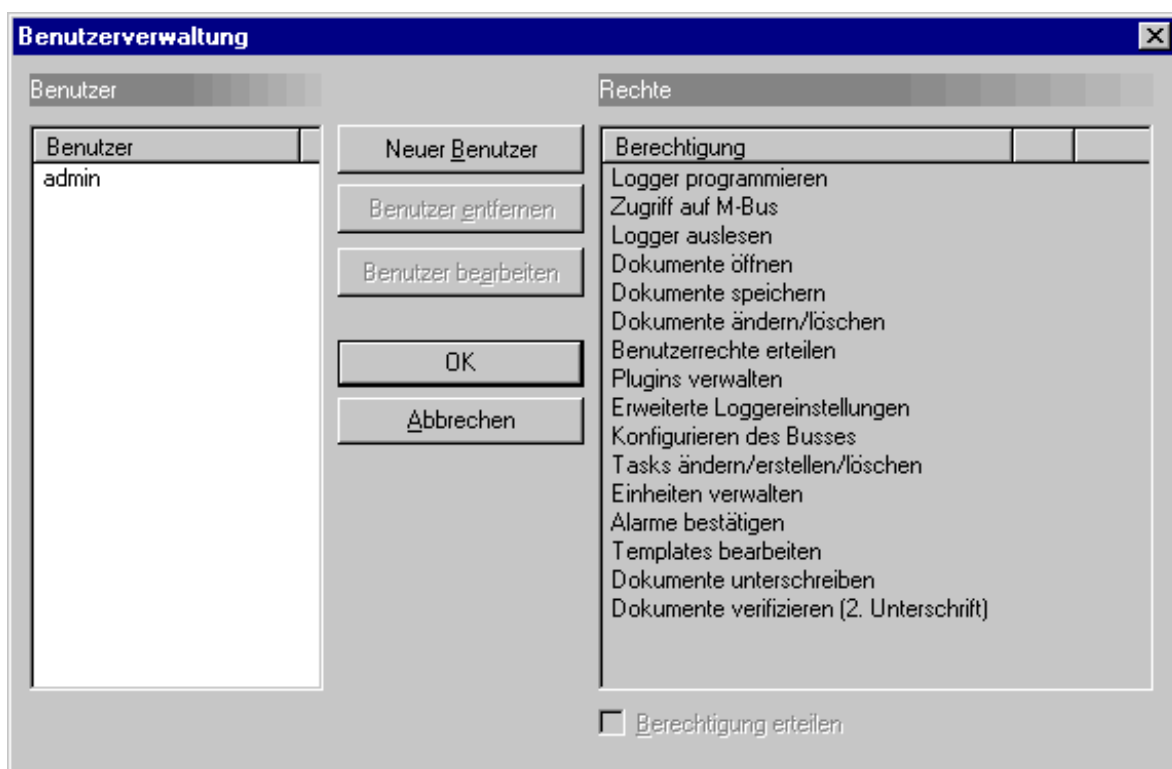 Benutzerverwaltung
Benutzer
Benutzer
admin
Neuer Benutzer
Benutzer entfernen
Benutzer bearbeiten
OK
Abbrechen
Rechte
Berechtigung
Logger programmieren
Zugriff auf M-Bus
Logger auslesen
Dokumente öffnen
Dokumente speichern
Dokumente ändern/löschen
Benutzerrechte erteilen
Plugins verwalten
Erweiterte Loggereinstellungen
Konfigurieren des Busses
Tasks ändern/erstellen/löschen
Einheiten verwalten
Alarme bestätigen
Templates bearbeiten
Dokumente unterschreiben
Dokumente verifizieren (2. Unterschrift)
Berechtigung erteilen